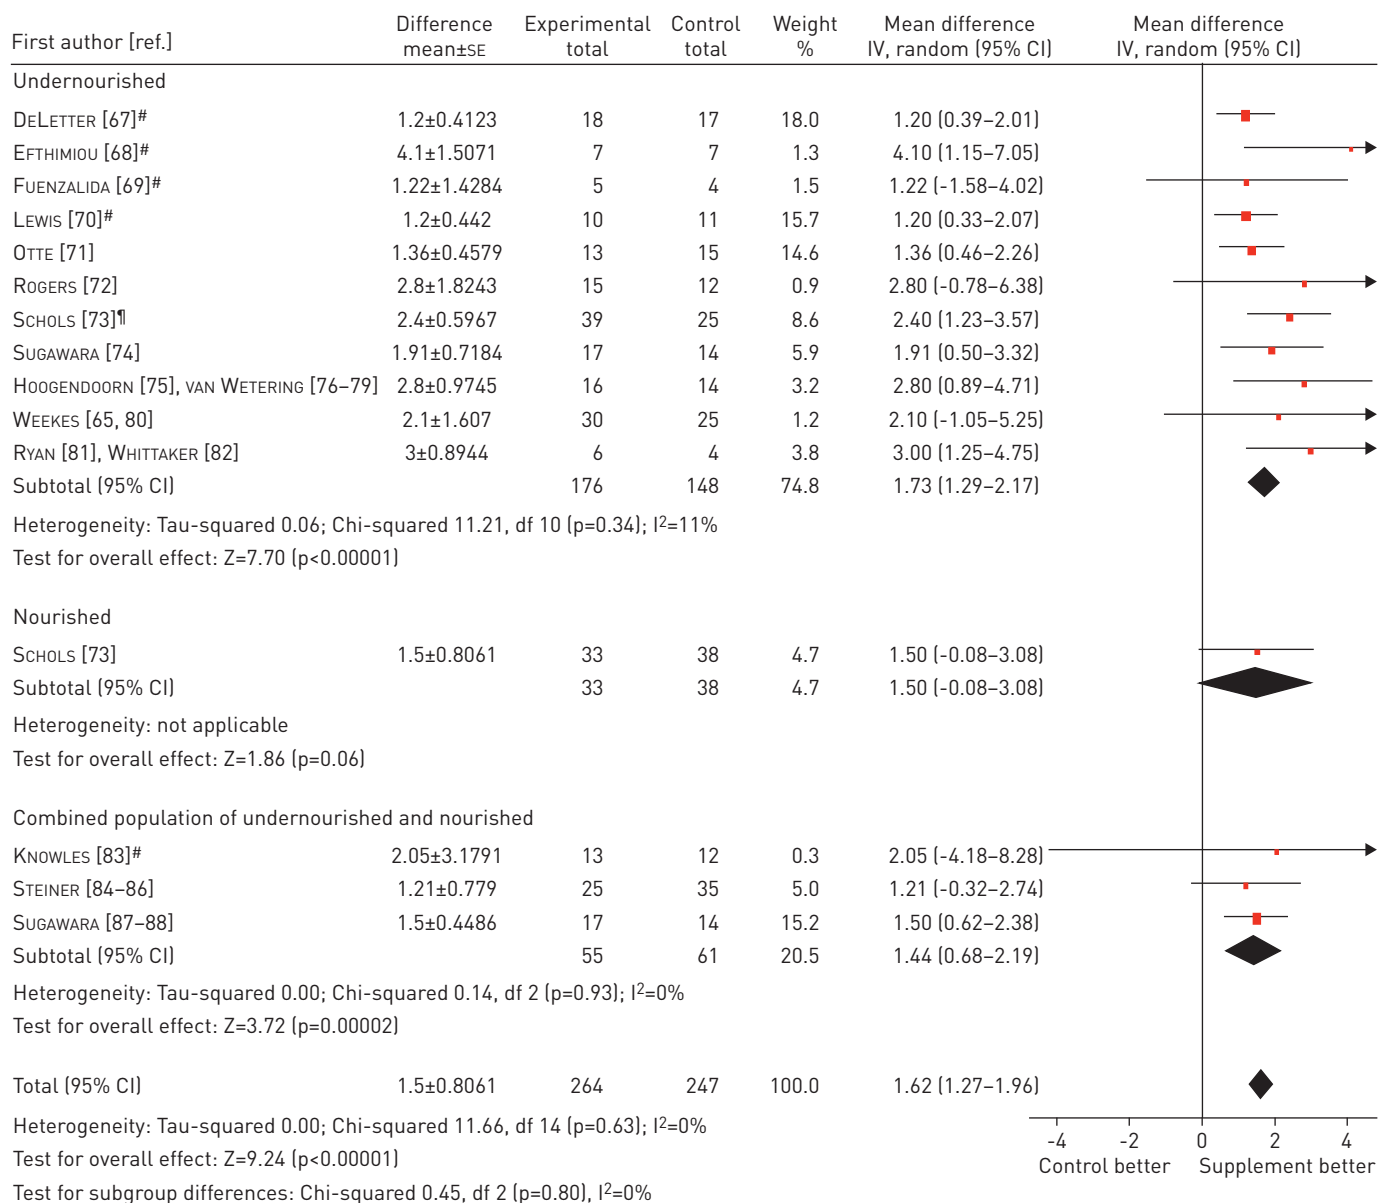 First author [ref.] Difference mean±SE Experimental total Control total Weight % Mean difference IV, random (95% CI) Mean difference IV, random (95% CI)
Undernourished
DeLetter [67]# 1.2±0.4123 18 17 18.0 1.20 (0.39–2.01)
Efthimiou [68]# 4.1±1.5071 7 7 1.3 4.10 (1.15–7.05)
Fuenzalida [69]# 1.22±1.4284 5 4 1.5 1.22 (-1.58–4.02)
Lewis [70]# 1.2±0.442 10 11 15.7 1.20 (0.33–2.07)
Otte [71] 1.36±0.4579 13 15 14.6 1.36 (0.46–2.26)
Rogers [72] 2.8±1.8243 15 12 0.9 2.80 (-0.78–6.38)
Schols [73]¶ 2.4±0.5967 39 25 8.6 2.40 (1.23–3.57)
Sugawara [74] 1.91±0.7184 17 14 5.9 1.91 (0.50–3.32)
Hoogendoorn [75], van Wetering [76–79] 2.8±0.9745 16 14 3.2 2.80 (0.89–4.71)
Weekes [65, 80] 2.1±1.607 30 25 1.2 2.10 (-1.05–5.25)
Ryan [81], Whittaker [82] 3±0.8944 6 4 3.8 3.00 (1.25–4.75)
Subtotal (95% CI) 176 148 74.8 1.73 (1.29–2.17)
Heterogeneity: Tau-squared 0.06; Chi-squared 11.21, df 10 (p=0.34); I²=11%
Test for overall effect: Z=7.70 (p<0.00001)
Nourished
Schols [73] 1.5±0.8061 33 38 4.7 1.50 (-0.08–3.08)
Subtotal (95% CI) 33 38 4.7 1.50 (-0.08–3.08)
Heterogeneity: not applicable
Test for overall effect: Z=1.86 (p=0.06)
Combined population of undernourished and nourished
Knowles [83]# 2.05±3.1791 13 12 0.3 2.05 (-4.18–8.28)
Steiner [84–86] 1.21±0.779 25 35 5.0 1.21 (-0.32–2.74)
Sugawara [87–88] 1.5±0.4486 17 14 15.2 1.50 (0.62–2.38)
Subtotal (95% CI) 55 61 20.5 1.44 (0.68–2.19)
Heterogeneity: Tau-squared 0.00; Chi-squared 0.14, df 2 (p=0.93); I²=0%
Test for overall effect: Z=3.72 (p=0.00002)
Total (95% CI) 1.5±0.8061 264 247 100.0 1.62 (1.27–1.96)
Heterogeneity: Tau-squared 0.00; Chi-squared 11.66, df 14 (p=0.63); I²=0%
Test for overall effect: Z=9.24 (p<0.00001)
Test for subgroup differences: Chi-squared 0.45, df 2 (p=0.80), I²=0%
-4 -2 0 2 4
Control better Supplement better